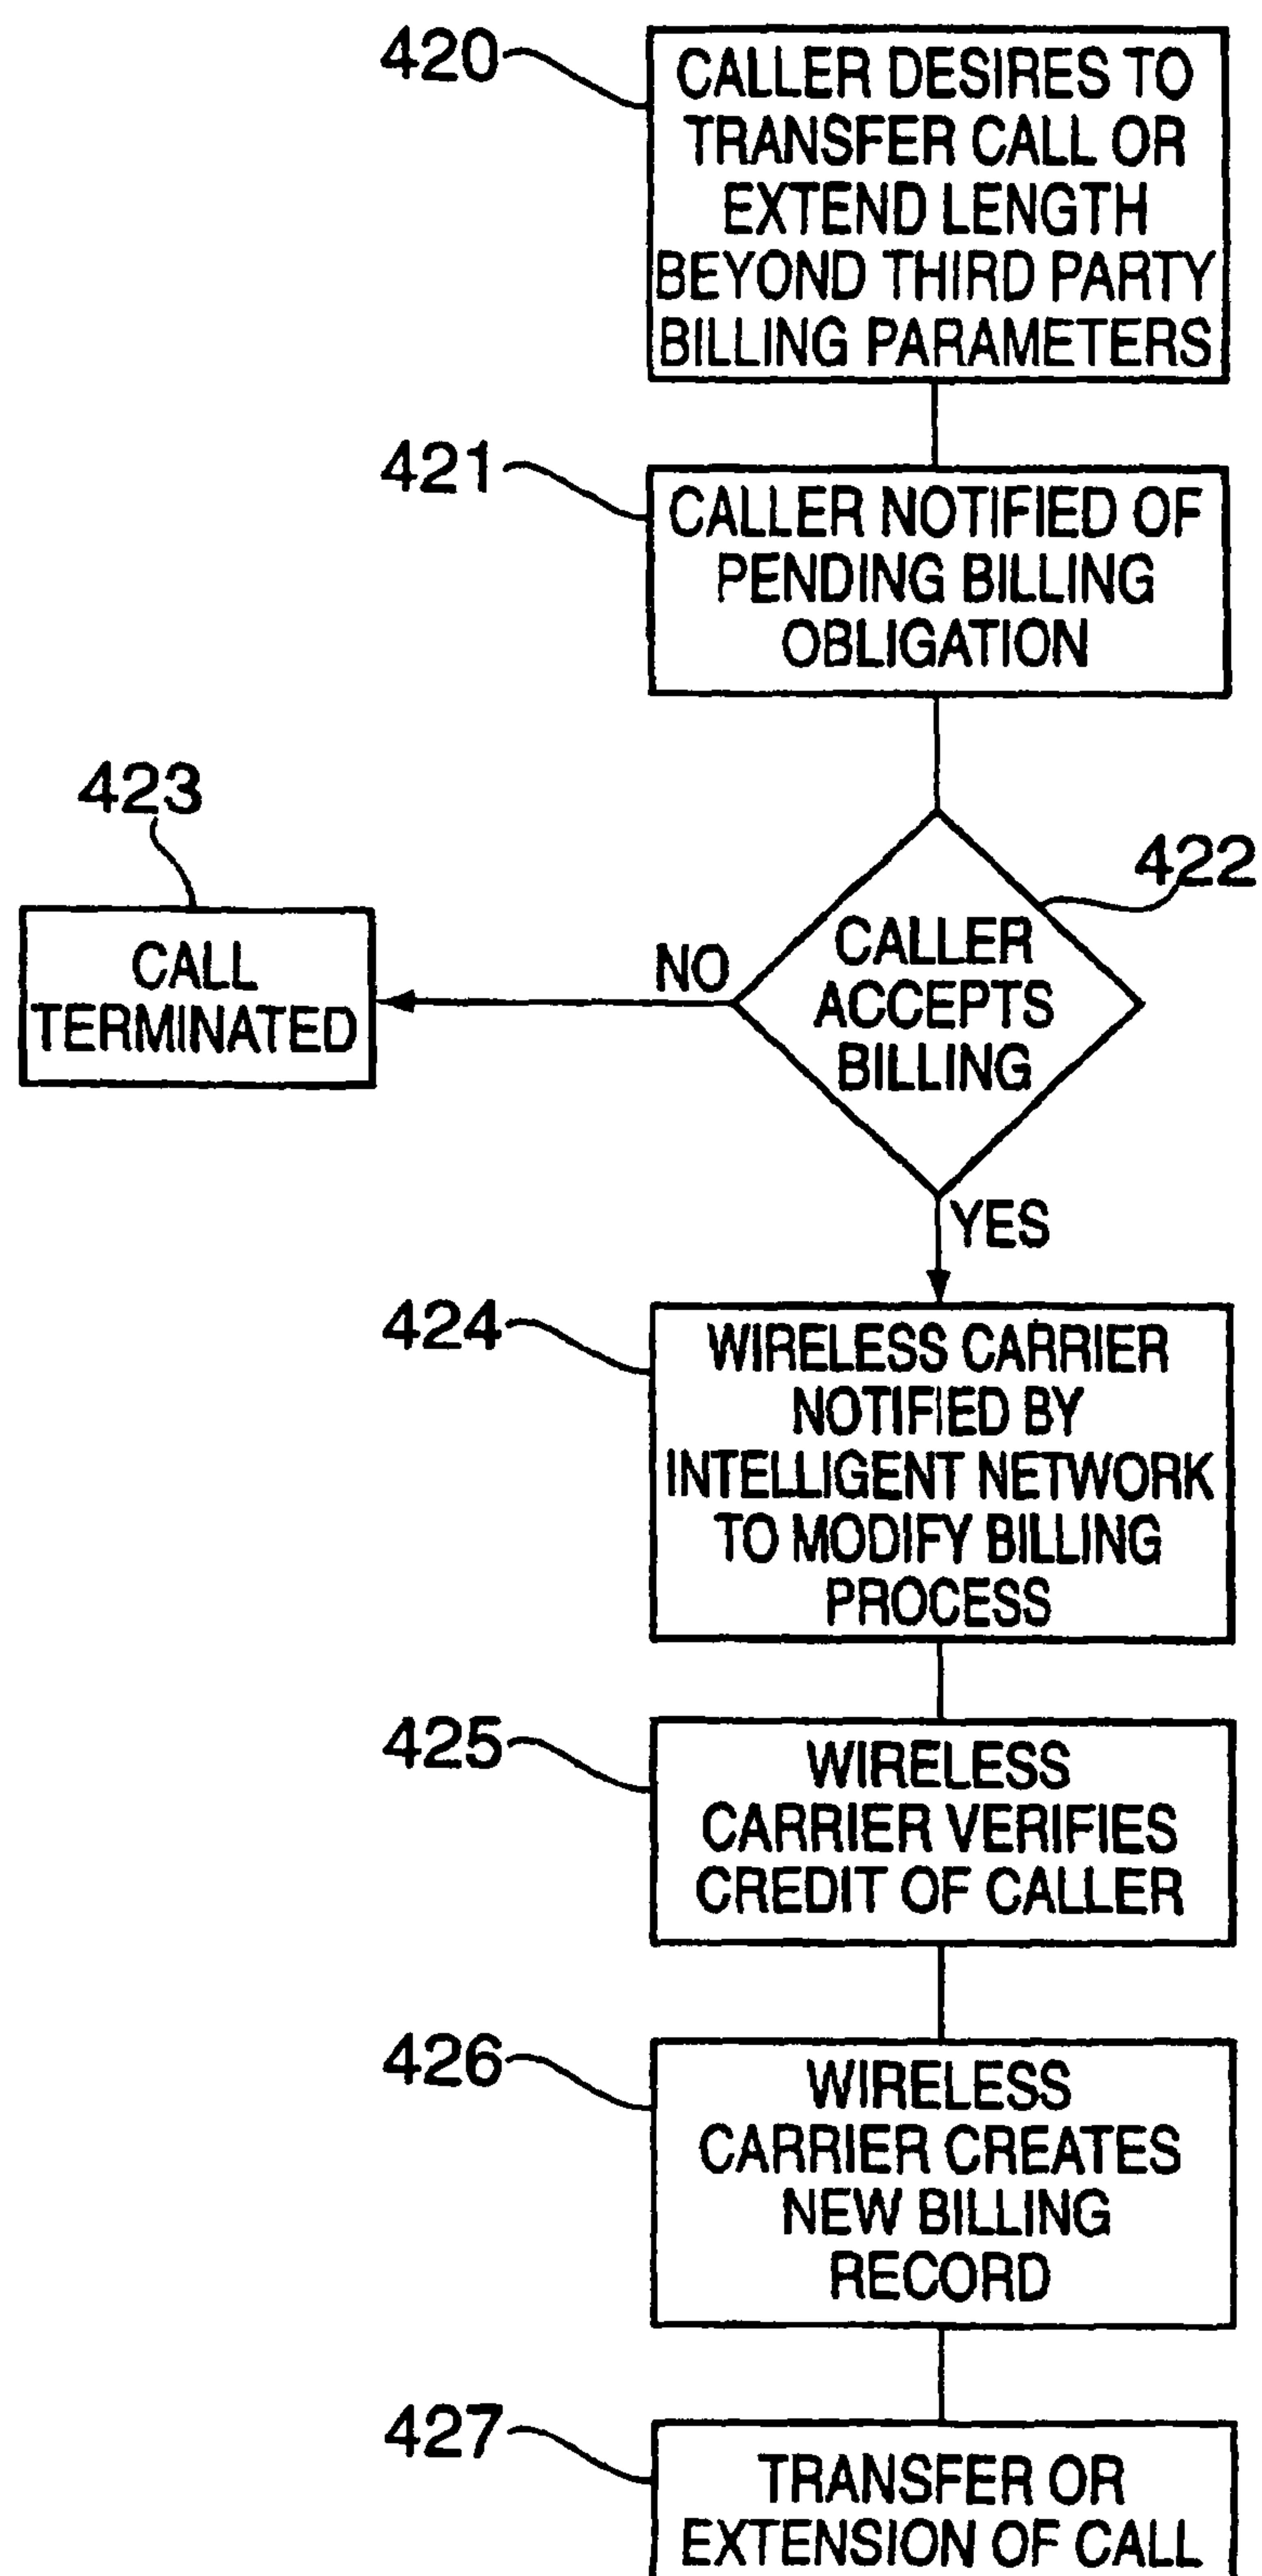 420
CALLER DESIRES TO
TRANSFER CALL OR
EXTEND LENGTH
BEYOND THIRD PARTY
BILLING PARAMETERS
421
CALLER NOTIFIED OF
PENDING BILLING
OBLIGATION
423
CALL
TERMINATED
NO
422
CALLER
ACCEPTS
BILLING
YES
424
WIRELESS CARRIER
NOTIFIED BY
INTELLIGENT NETWORK
TO MODIFY BILLING
PROCESS
425
WIRELESS
CARRIER VERIFIES
CREDIT OF CALLER
426
WIRELESS
CARRIER CREATES
NEW BILLING
RECORD
427
TRANSFER OR
EXTENSION OF CALL